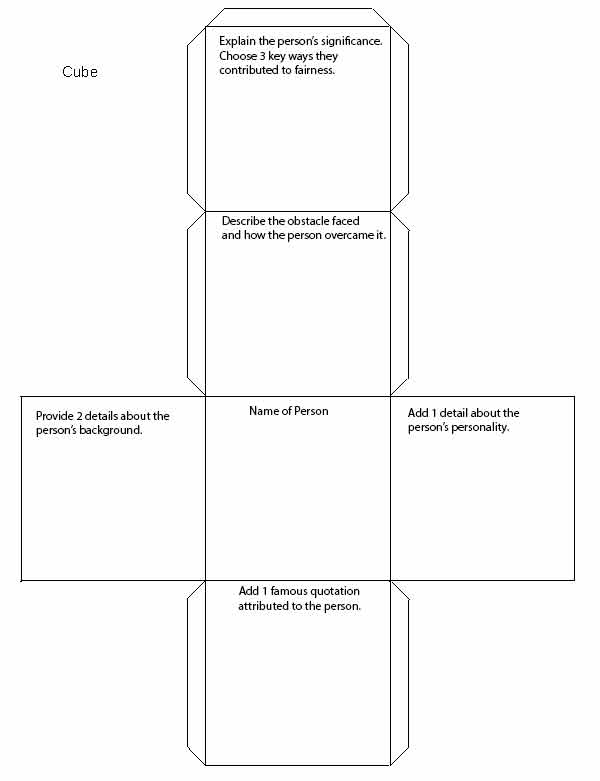 Cube
Explain the person's significance.
Choose 3 key ways they
contributed to fairness.
Describe the obstacle faced
and how the person overcame it.
Provide 2 details about the
person's background.
Name of Person
Add 1 detail about the
person's personality.
Add 1 famous quotation
attributed to the person.